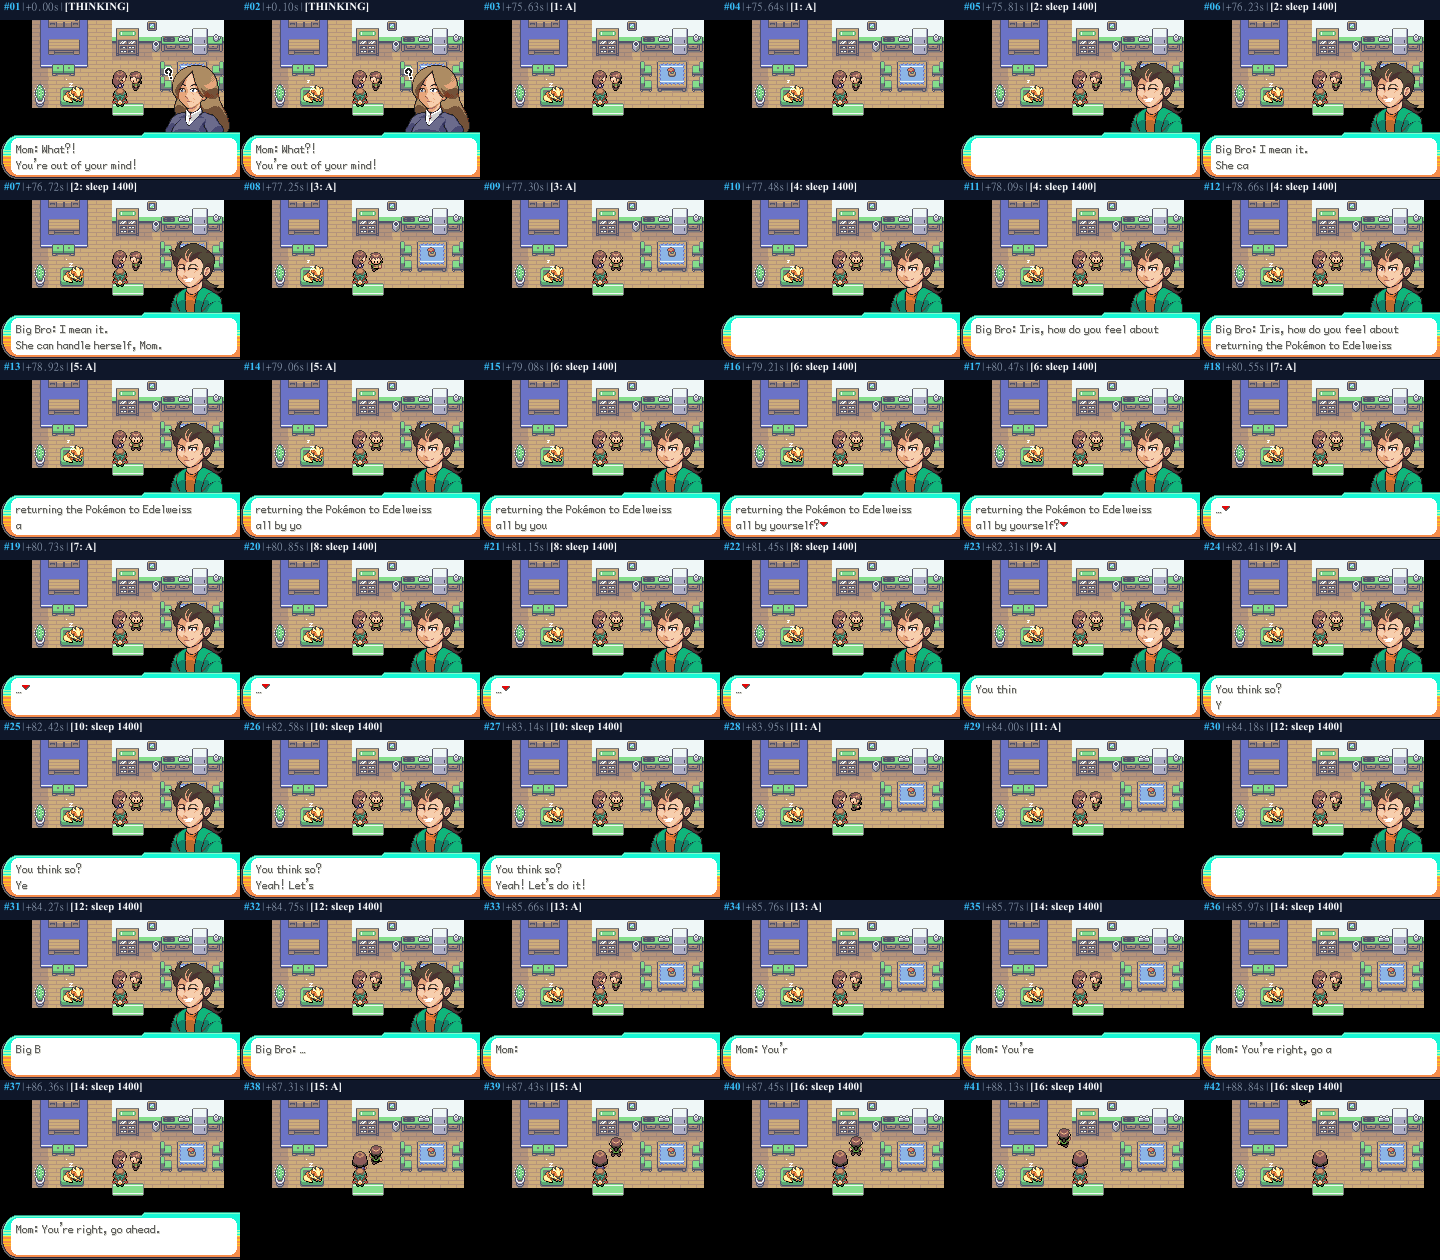 #01 | +0.00s | [THINKING]
Mom: What?!
You're out of your mind!
#02 | +0.10s | [THINKING]
Mom: What?!
You're out of your mind!
#03 | +75.63s | [1: A]
#04 | +75.64s | [1: A]
#05 | +75.81s | [2: sleep 1400]
#06 | +76.23s | [2: sleep 1400]
Big Bro: I mean it.
She ca
#07 | +76.72s | [2: sleep 1400]
Big Bro: I mean it.
She can handle herself, Mom.
#08 | +77.25s | [3: A]
#09 | +77.30s | [3: A]
#10 | +77.48s | [4: sleep 1400]
#11 | +78.09s | [4: sleep 1400]
Big Bro: Iris, how do you feel about
#12 | +78.66s | [4: sleep 1400]
Big Bro: Iris, how do you feel about
returning the Pokémon to Edelweiss
#13 | +78.92s | [5: A]
returning the Pokémon to Edelweiss
a
#14 | +79.06s | [5: A]
returning the Pokémon to Edelweiss
all by yo
#15 | +79.08s | [6: sleep 1400]
returning the Pokémon to Edelweiss
all by you
#16 | +79.21s | [6: sleep 1400]
returning the Pokémon to Edelweiss
all by yourself?
#17 | +80.47s | [6: sleep 1400]
returning the Pokémon to Edelweiss
all by yourself?
#18 | +80.55s | [7: A]
…
#19 | +80.73s | [7: A]
…
#20 | +80.85s | [8: sleep 1400]
…
#21 | +81.15s | [8: sleep 1400]
…
#22 | +81.45s | [8: sleep 1400]
…
#23 | +82.31s | [9: A]
You thin
#24 | +82.41s | [9: A]
You think so?
Y
#25 | +82.42s | [10: sleep 1400]
You think so?
Ye
#26 | +82.58s | [10: sleep 1400]
You think so?
Yeah! Let's
#27 | +83.14s | [10: sleep 1400]
You think so?
Yeah! Let's do it!
#28 | +83.95s | [11: A]
#29 | +84.00s | [11: A]
#30 | +84.18s | [12: sleep 1400]
#31 | +84.27s | [12: sleep 1400]
Big B
#32 | +84.75s | [12: sleep 1400]
Big Bro: …
#33 | +85.66s | [13: A]
Mom:
#34 | +85.76s | [13: A]
Mom: You'r
#35 | +85.77s | [14: sleep 1400]
Mom: You're
#36 | +85.97s | [14: sleep 1400]
Mom: You're right, go a
#37 | +86.36s | [14: sleep 1400]
Mom: You're right, go ahead.
#38 | +87.31s | [15: A]
#39 | +87.43s | [15: A]
#40 | +87.45s | [16: sleep 1400]
#41 | +88.13s | [16: sleep 1400]
#42 | +88.84s | [16: sleep 1400]